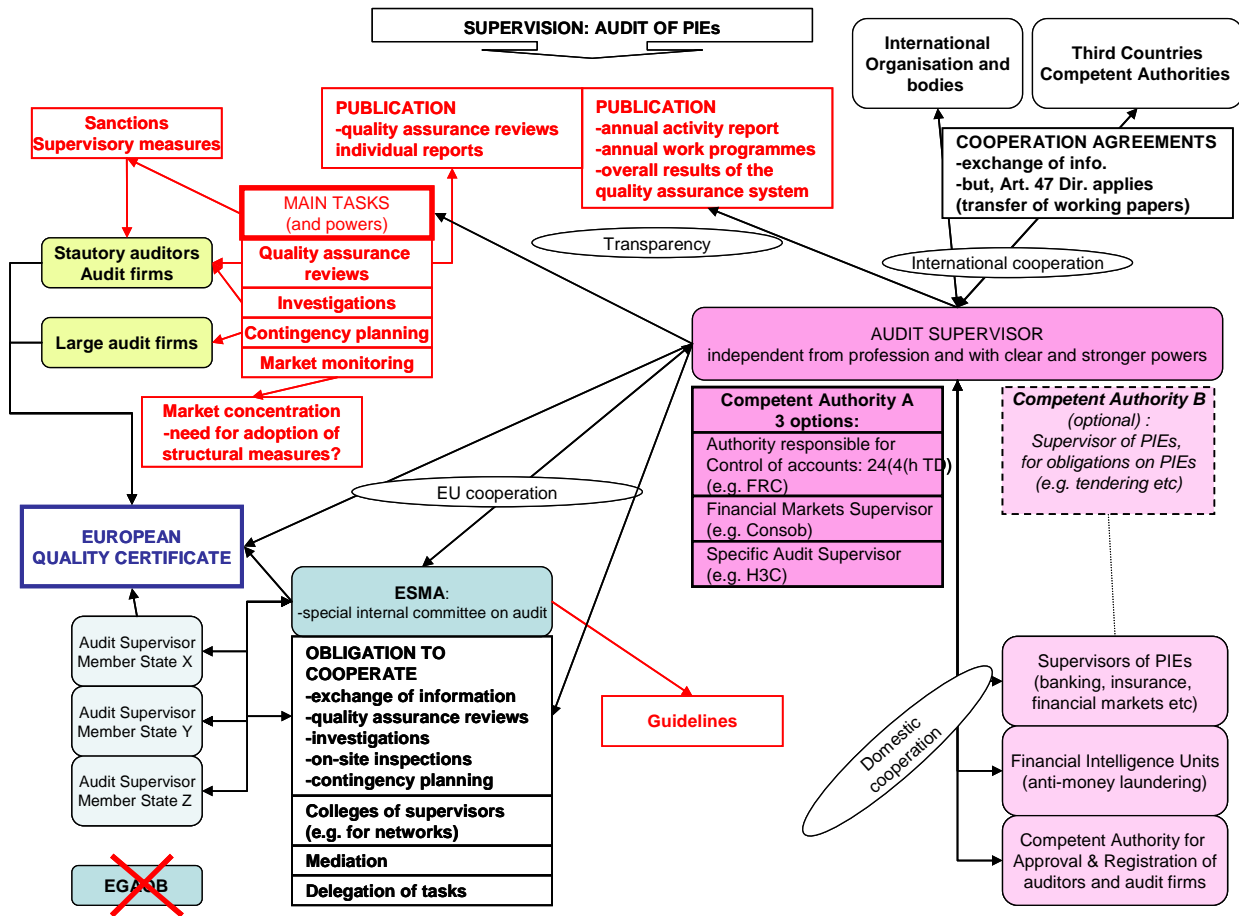 SUPERVISION: AUDIT OF PIEs
International
Organisation and
bodies
Third Countries
Competent Authorities
Sanctions
Supervisory measures
PUBLICATION
-quality assurance reviews
individual reports
PUBLICATION
-annual activity report
-annual work programmes
-overall results of the
quality assurance system
COOPERATION AGREEMENTS
-exchange of info.
-but, Art. 47 Dir. applies
(transfer of working papers)
MAIN TASKS
(and powers)
Transparency
International cooperation
Stautory auditors
Audit firms
Quality assurance
reviews
Investigations
Large audit firms
Contingency planning
Market monitoring
AUDIT SUPERVISOR
independent from profession and with clear and stronger powers
Market concentration
-need for adoption of
structural measures?
Competent Authority A
3 options:
Authority responsible for
Control of accounts: 24(4(h TD)
(e.g. FRC)
Financial Markets Supervisor
(e.g. Consob)
Specific Audit Supervisor
(e.g. H3C)
Competent Authority B
(optional) :
Supervisor of PIEs,
for obligations on PIEs
(e.g. tendering etc)
EU cooperation
EUROPEAN
QUALITY CERTIFICATE
ESMA:
-special internal committee on audit
Audit Supervisor
Member State X
Audit Supervisor
Member State Y
Audit Supervisor
Member State Z
OBLIGATION TO
COOPERATE
-exchange of information
-quality assurance reviews
-investigations
-on-site inspections
-contingency planning
Colleges of supervisors
(e.g. for networks)
Mediation
Delegation of tasks
Guidelines
Domestic
cooperation
Supervisors of PIEs
(banking, insurance,
financial markets etc)
Financial Intelligence Units
(anti-money laundering)
Competent Authority for
Approval & Registration of
auditors and audit firms
EGAOB